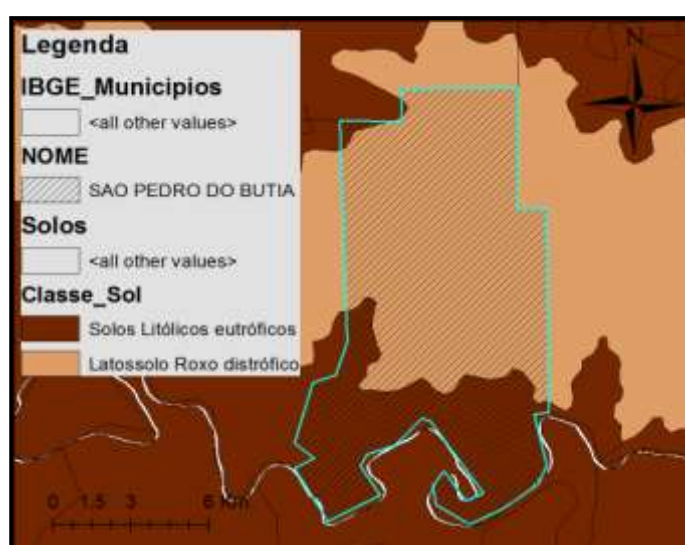 Legenda
IBGE_Municipios
<all other values>
NOME
SAO PEDRO DO BUTIA
Solos
<all other values>
Classe_Sol
Solos Litólicos eutróficos
Latossolo Roxo distrófico
N
0 1.5 3 6 Km